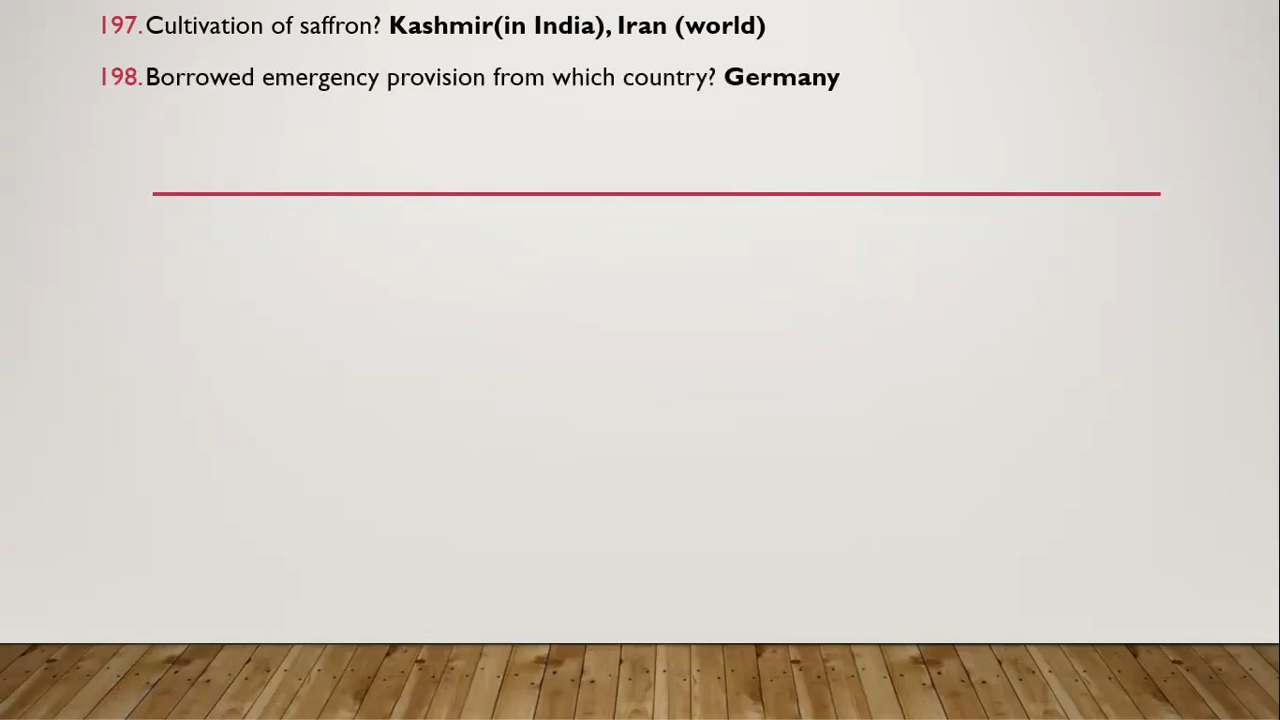 197. Cultivation of saffron? Kashmir(in India), Iran (world)
198. Borrowed emergency provision from which country? Germany